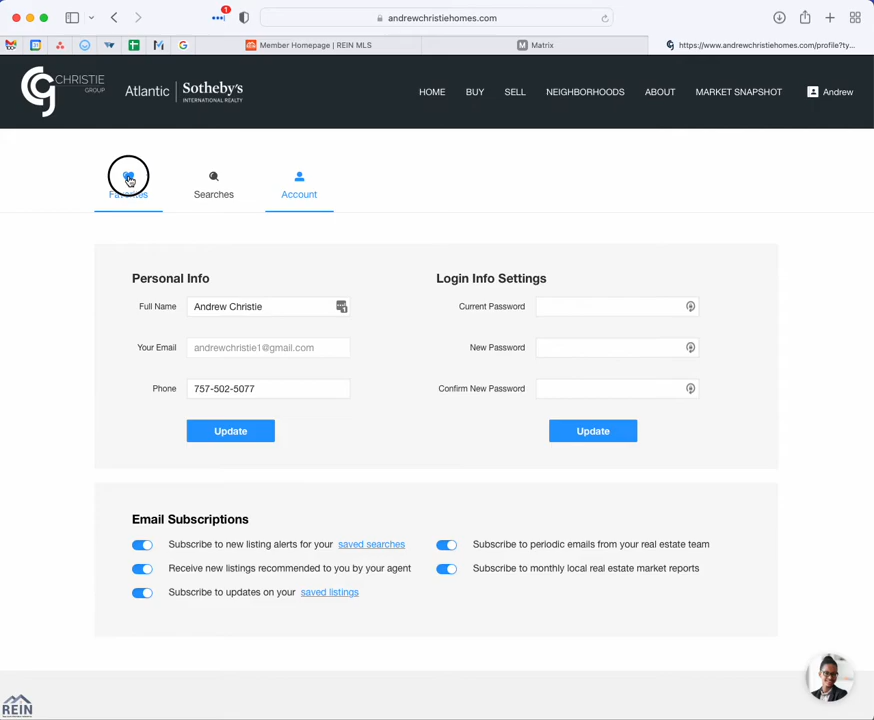 1
andrewchristiehomes.com
Member Homepage | REIN MLS
Matrix
https://www.andrewchristiehomes.com/profile?ty...
CHRISTIE
GROUP
Atlantic
Sotheby's
INTERNATIONAL REALTY
HOME
BUY
SELL
NEIGHBORHOODS
ABOUT
MARKET SNAPSHOT
Andrew
Favorites
Searches
Account
Personal Info
Full Name
Andrew Christie
Your Email
andrewchristie1@gmail.com
Phone
757-502-5077
Update
Login Info Settings
Current Password
New Password
Confirm New Password
Update
Email Subscriptions
Subscribe to new listing alerts for your saved searches
Receive new listings recommended to you by your agent
Subscribe to updates on your saved listings
Subscribe to periodic emails from your real estate team
Subscribe to monthly local real estate market reports
REIN